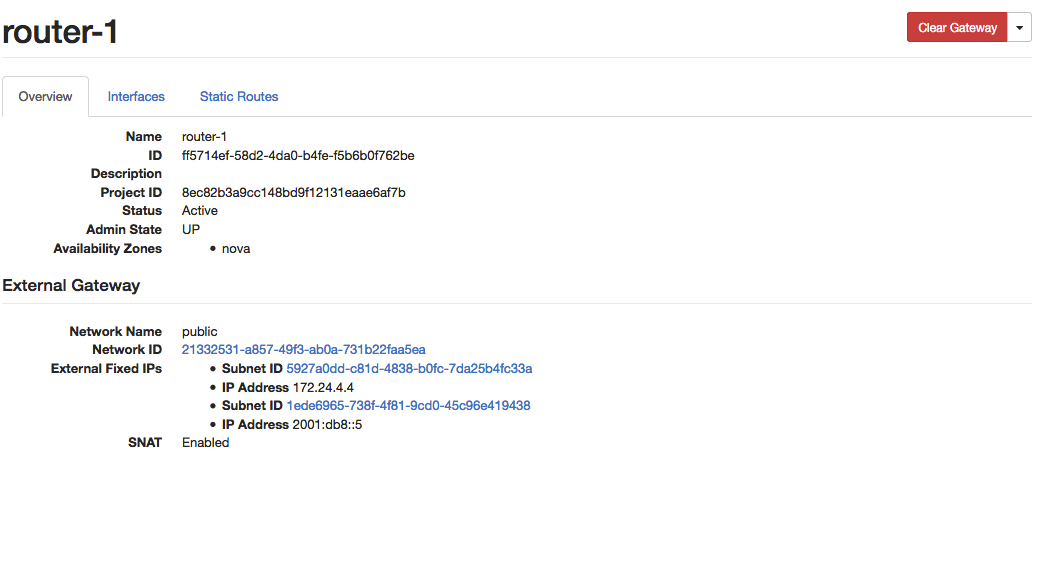 router-1
Clear Gateway
Overview Interfaces Static Routes
Name router-1
ID ff5714ef-58d2-4da0-b4fe-f5b6b0f762be
Description
Project ID 8ec82b3a9cc148bd9f12131eaae6af7b
Status Active
Admin State UP
Availability Zones • nova
External Gateway
Network Name public
Network ID 21332531-a857-49f3-ab0a-731b22faa5ea
External Fixed IPs • Subnet ID 5927a0dd-c81d-4838-b0fc-7da25b4fc33a
• IP Address 172.24.4.4
• Subnet ID 1ede6965-738f-4f81-9cd0-45c96e419438
• IP Address 2001:db8::5
SNAT Enabled